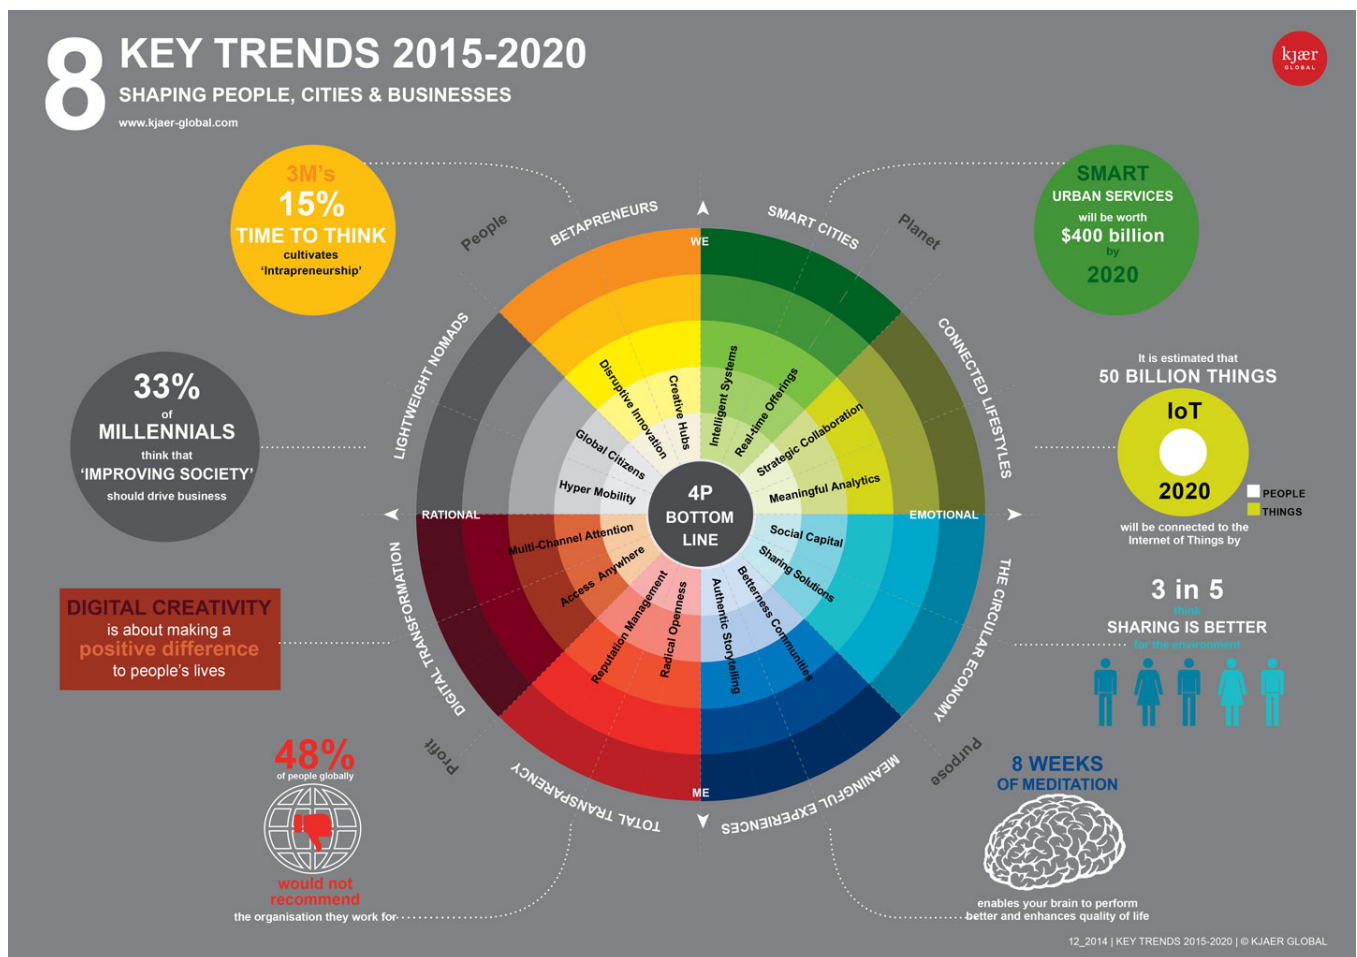 8
KEY TRENDS 2015-2020
SHAPING PEOPLE, CITIES & BUSINESSES
www.kjaer-global.com
kjær
GLOBAL
3M's
15%
TIME TO THINK
cultivates
'Intrapreneurship'
People
BETAPRENEURS
WE
SMART CITIES
Planet
SMART
URBAN SERVICES
will be worth
$400 billion
by
2020
LIGHTWEIGHT NOMADS
CONNECTED LIFESTYLES
33%
of
MILLENNIALS
think that
'IMPROVING SOCIETY'
should drive business
It is estimated that
50 BILLION THINGS
IoT
2020
PEOPLE
THINGS
will be connected to the
Internet of Things by
Disruptive Innovation
Creative Hubs
Intelligent Systems
Real-time Offerings
Global Citizens
Hyper Mobility
Strategic Collaboration
Meaningful Analytics
4P
BOTTOM
LINE
RATIONAL
EMOTIONAL
Multi-Channel Attention
Access Anywhere
Social Capital
Sharing Solutions
Reputation Management
Radical Openness
Authentic Storytelling
Betterness Communities
DIGITAL TRANSFORMATION
THE CIRCULAR ECONOMY
DIGITAL CREATIVITY
is about making a
positive difference
to people's lives
3 in 5
think
SHARING IS BETTER
for the environment
Profit
TOTAL TRANSPARENCY
ME
MEANINGFUL EXPERIENCES
Purpose
48%
of people globally
would not
recommend
the organisation they work for
8 WEEKS
OF MEDITATION
enables your brain to perform
better and enhances quality of life
12_2014 | KEY TRENDS 2015-2020 | © KJAER GLOBAL